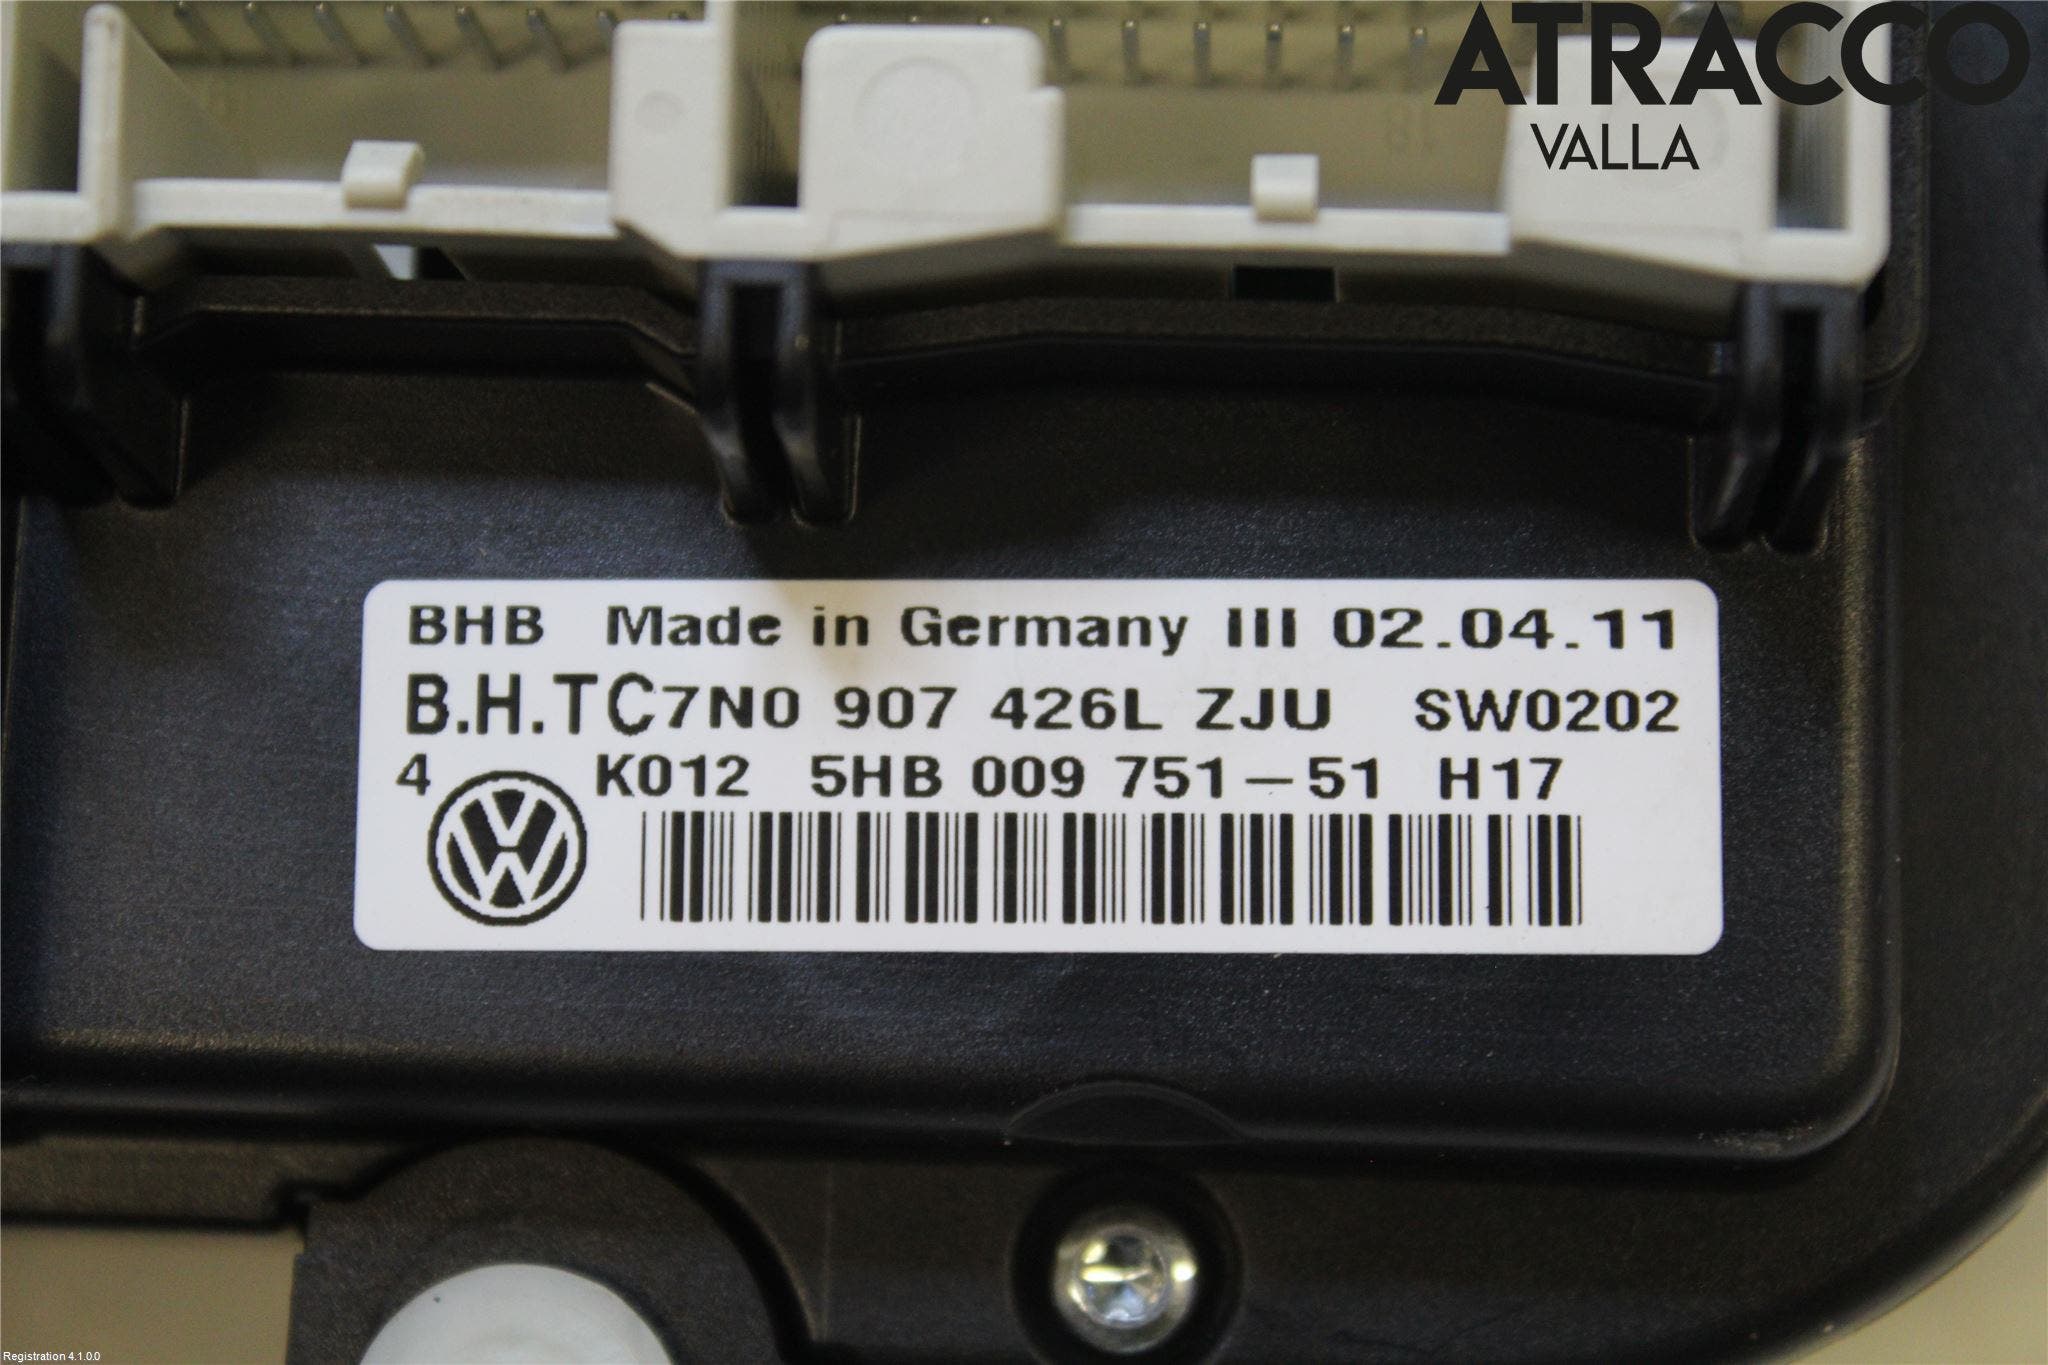 ATRACCO
VALLA
18
BHB Made in Germany III 02.04.11
B.H.TC7N0 907 426L ZJU SW0202
4 K012 5HB 009 751-51 H17
Registration 4.1.0.0